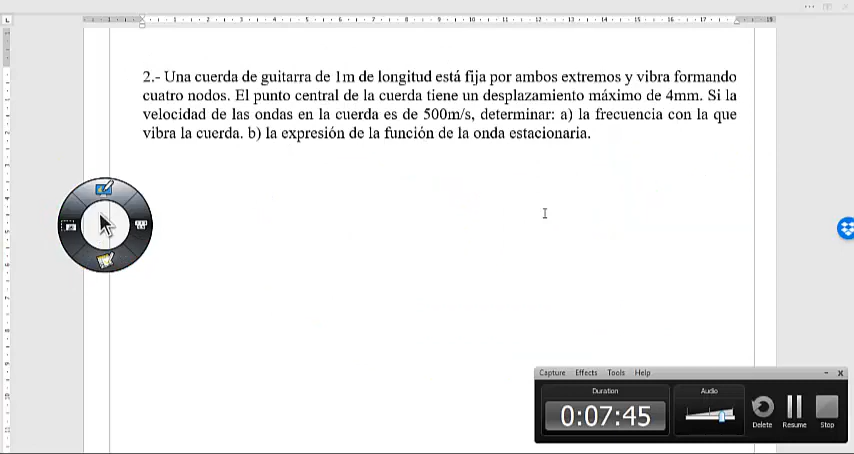 2.- Una cuerda de guitarra de 1m de longitud está fija por ambos extremos y vibra formando
cuatro nodos. El punto central de la cuerda tiene un desplazamiento máximo de 4mm. Si la
velocidad de las ondas en la cuerda es de 500m/s, determinar: a) la frecuencia con la que
vibra la cuerda. b) la expresión de la función de la onda estacionaria.
Capture Effects Tools Help
Duration
Audio
0:07:45
Delete Resume Stop